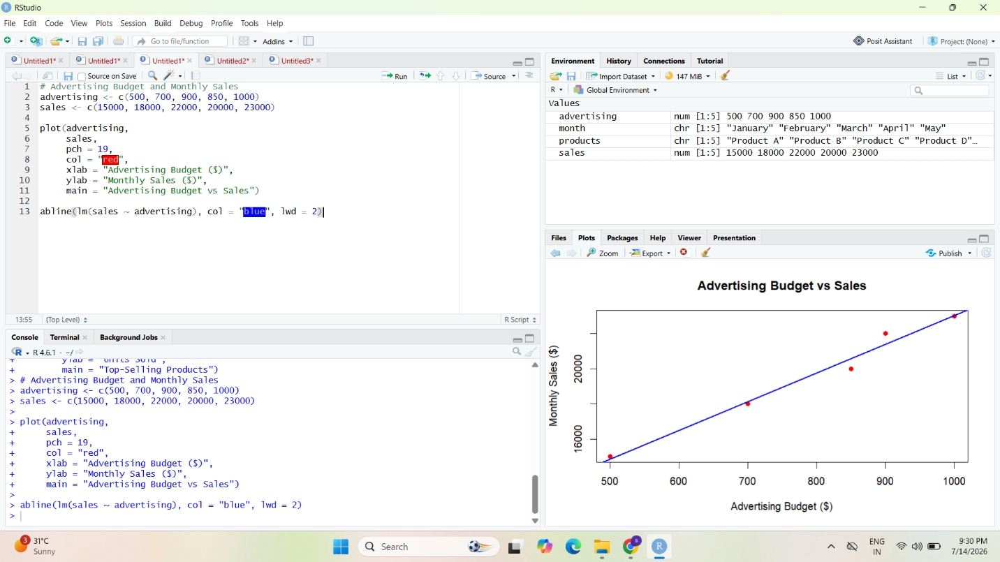 RStudio
File Edit Code View Plots Session Build Debug Profile Tools Help
Go to file/function Addins Posit Assistant Project: (None)
Untitled1* Untitled1* Untitled1* Untitled2* Untitled3*
Source on Save Run Source
1 # Advertising Budget and Monthly Sales
2 advertising <- c(500, 700, 900, 850, 1000)
3 sales <- c(15000, 18000, 22000, 20000, 23000)
4
5 plot(advertising,
6 sales,
7 pch = 19,
8 col = "red",
9 xlab = "Advertising Budget ($)",
10 ylab = "Monthly Sales ($)",
11 main = "Advertising Budget vs Sales")
12
13 abline(lm(sales ~ advertising), col = "blue", lwd = 2)
13:55 (Top Level) R Script
Console Terminal Background Jobs
R 4.6.1 · ~/
+ ylab = "Units Sold",
+ main = "Top-Selling Products")
> # Advertising Budget and Monthly Sales
> advertising <- c(500, 700, 900, 850, 1000)
> sales <- c(15000, 18000, 22000, 20000, 23000)
>
> plot(advertising,
+ sales,
+ pch = 19,
+ col = "red",
+ xlab = "Advertising Budget ($)",
+ ylab = "Monthly Sales ($)",
+ main = "Advertising Budget vs Sales")
>
> abline(lm(sales ~ advertising), col = "blue", lwd = 2)
>
Environment History Connections Tutorial
Import Dataset 147 MiB List
R Global Environment
Values
advertising num [1:5] 500 700 900 850 1000
month chr [1:5] "January" "February" "March" "April" "May"
products chr [1:5] "Product A" "Product B" "Product C" "Product D"…
sales num [1:5] 15000 18000 22000 20000 23000
Files Plots Packages Help Viewer Presentation
Zoom Export Publish
Advertising Budget vs Sales
Monthly Sales ($)
20000
16000
500 600 700 800 900 1000
Advertising Budget ($)
3 31°C
Sunny
Search
ENG
IN
9:30 PM
7/14/2026